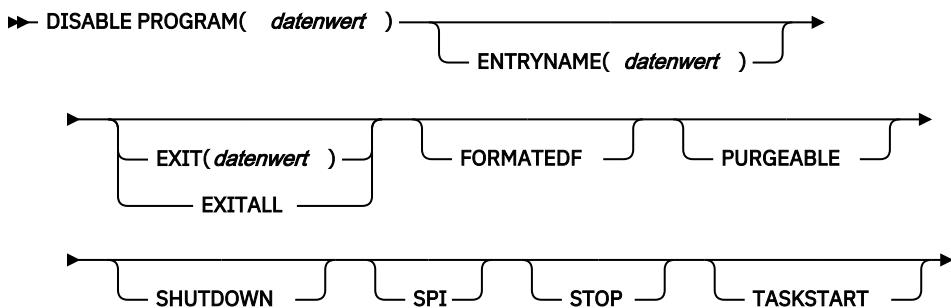 DISABLE PROGRAM( datenwert )
ENTRYNAME( datenwert )
EXIT(datenwert )
FORMATEDF
PURGEABLE
EXITALL
SHUTDOWN
SPI
STOP
TASKSTART